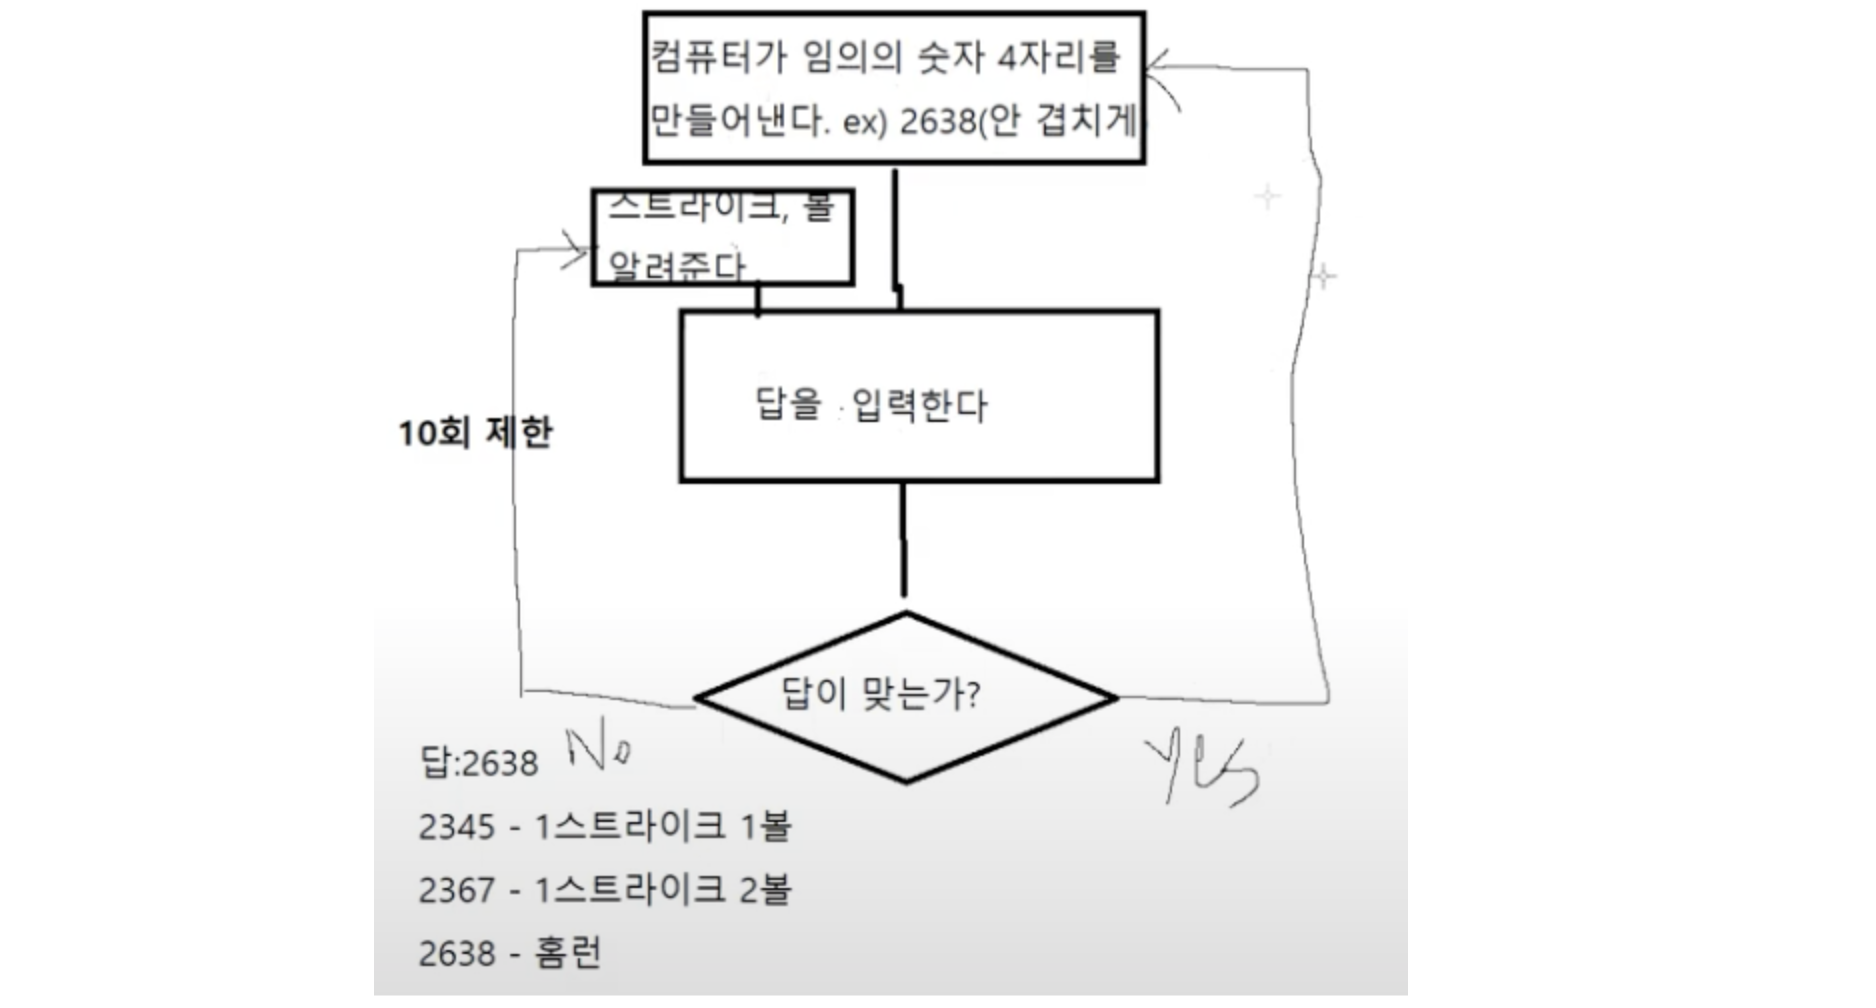 컴퓨터가 임의의 숫자 4자리를
만들어낸다. ex) 2638(안 겹치게
스트라이크, 볼
알려준다
답을 입력한다
10회 제한
답이 맞는가?
No
yes
답:2638
2345 - 1스트라이크 1볼
2367 - 1스트라이크 2볼
2638 - 홈런